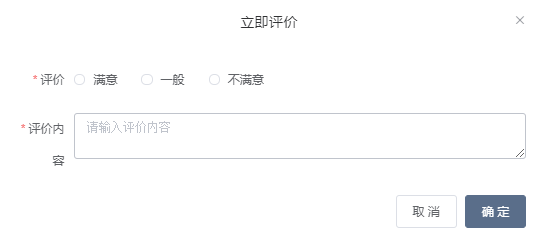 立即评价
* 评价 满意 一般 不满意
* 评价内
容
请输入评价内容
取消 确定